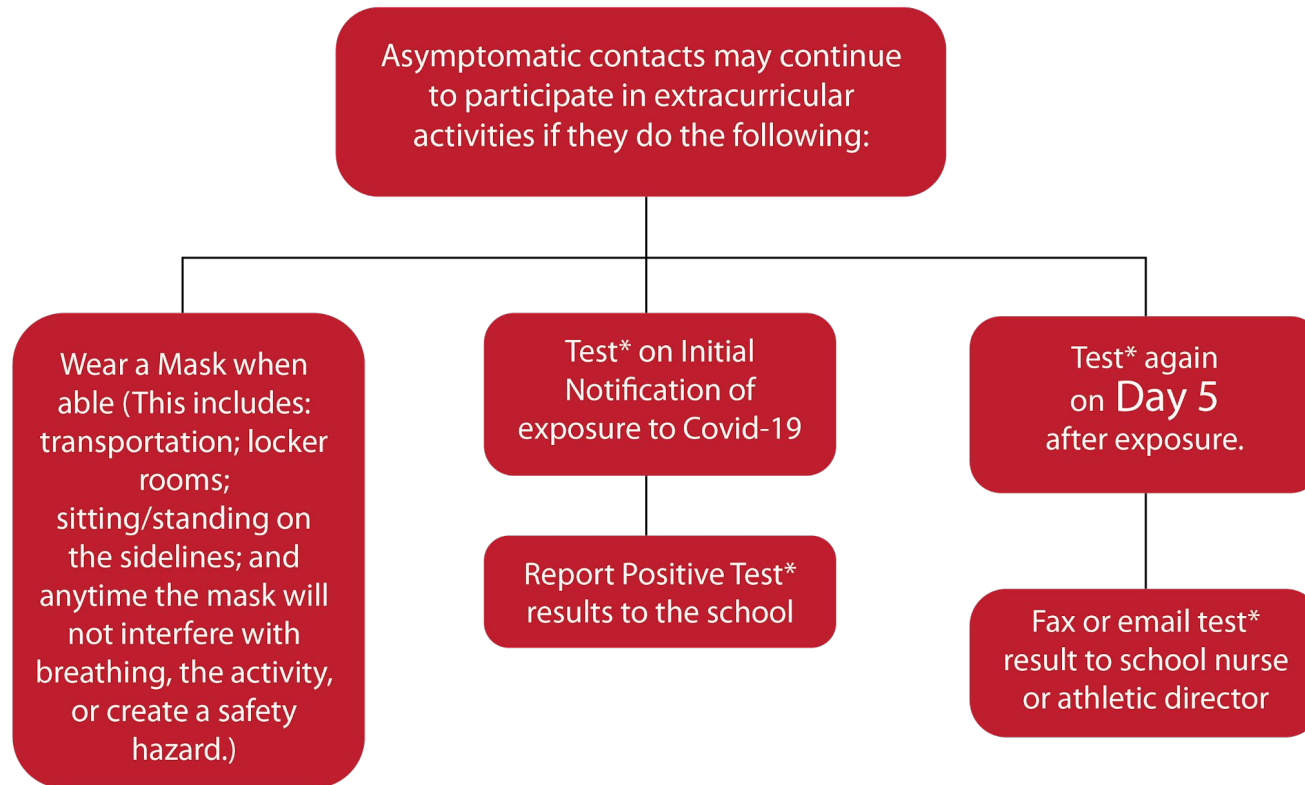 Asymptomatic contacts may continue
to participate in extracurricular
activities if they do the following:
Wear a Mask when
able (This includes:
transportation; locker
rooms;
sitting/standing on
the sidelines; and
anytime the mask will
not interfere with
breathing, the activity,
or create a safety
hazard.)
Test* on Initial
Notification of
exposure to Covid-19
Report Positive Test*
results to the school
Test* again
on Day 5
after exposure.
Fax or email test*
result to school nurse
or athletic director